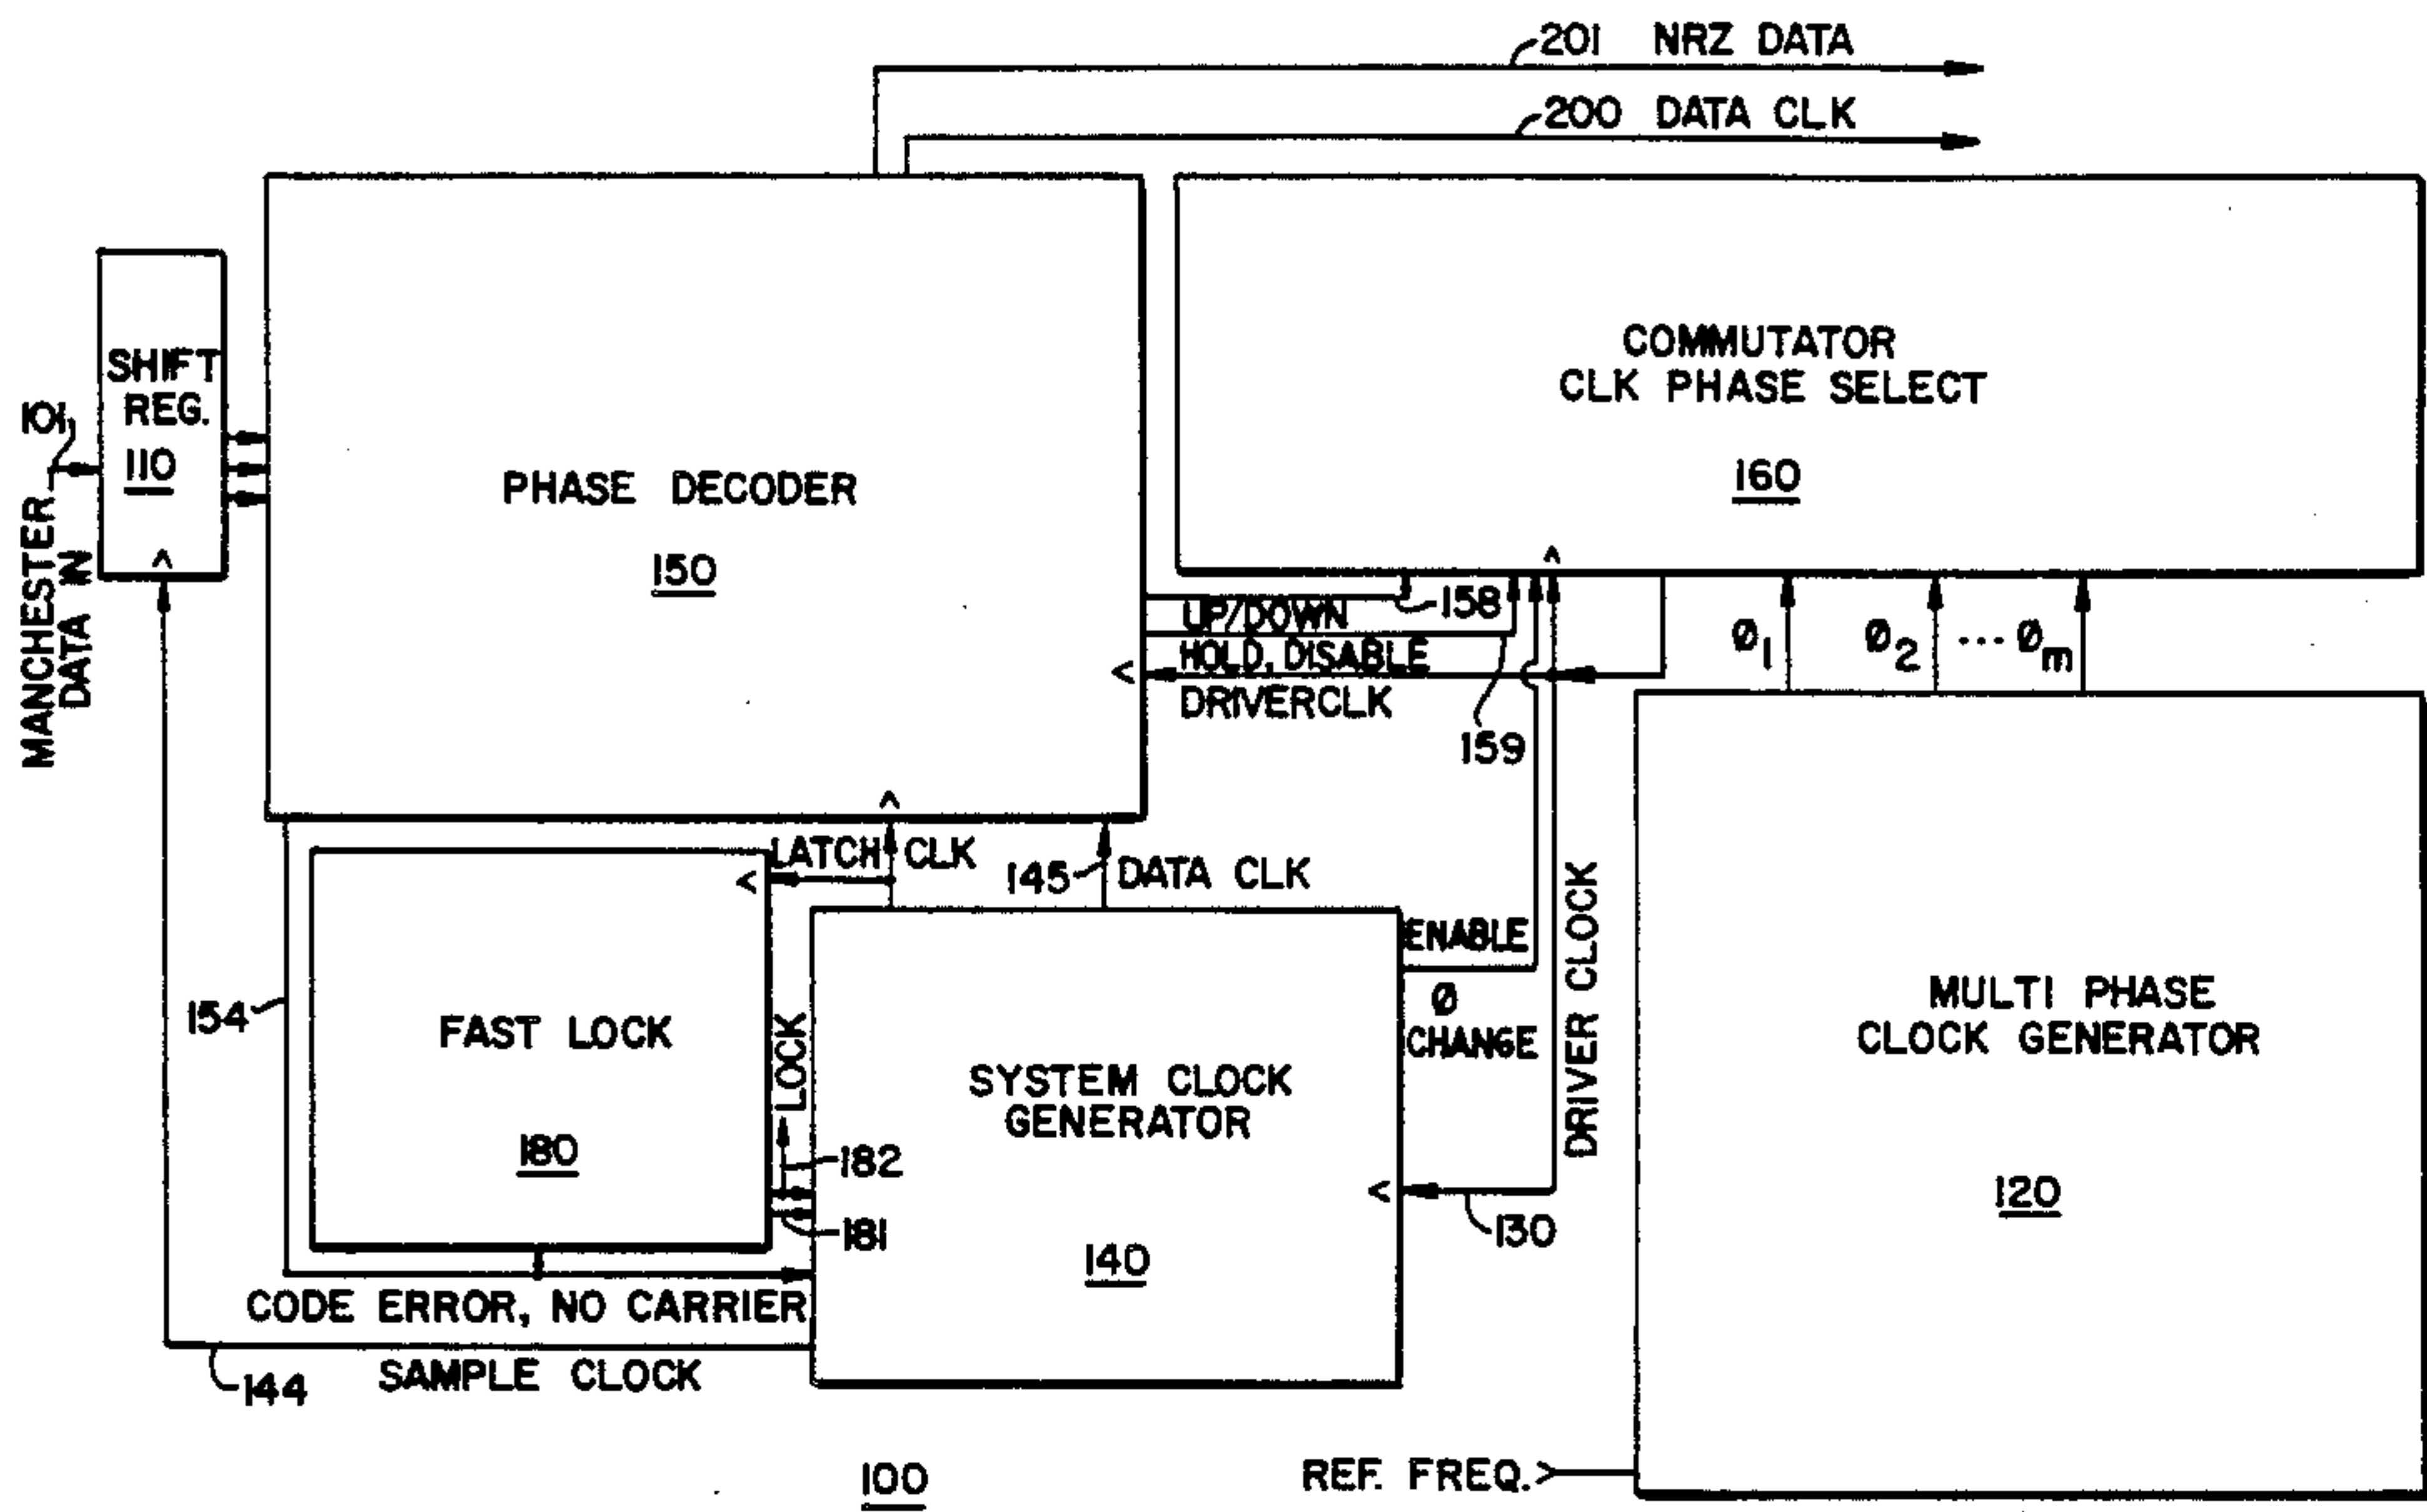 201 NRZ DATA
200 DATA CLK
SHIFT
REG.
110
101
MANCHESTER
DATA IN
PHASE DECODER
150
COMMUTATOR
CLK PHASE SELECT
160
158
UP/DOWN
HOLD, DISABLE
DRIVERCLK
159
Ø1
Ø2
....Øm
LATCH CLK
145
DATA CLK
154
FAST LOCK
180
LOCK
182
181
SYSTEM CLOCK
GENERATOR
140
ENABLE
Ø
CHANGE
DRIVER CLOCK
130
MULTI PHASE
CLOCK GENERATOR
120
CODE ERROR, NO CARRIER
144
SAMPLE CLOCK
REF. FREQ.
100